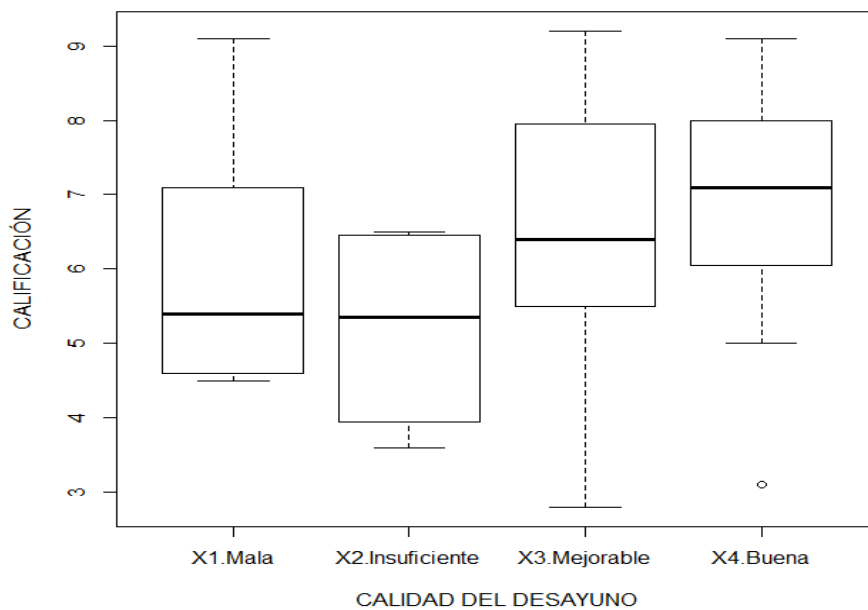 CALIFICACIÓN
9
8
7
6
5
4
3
X1.Mala X2.Insuficiente X3.Mejorable X4.Buena
CALIDAD DEL DESAYUNO